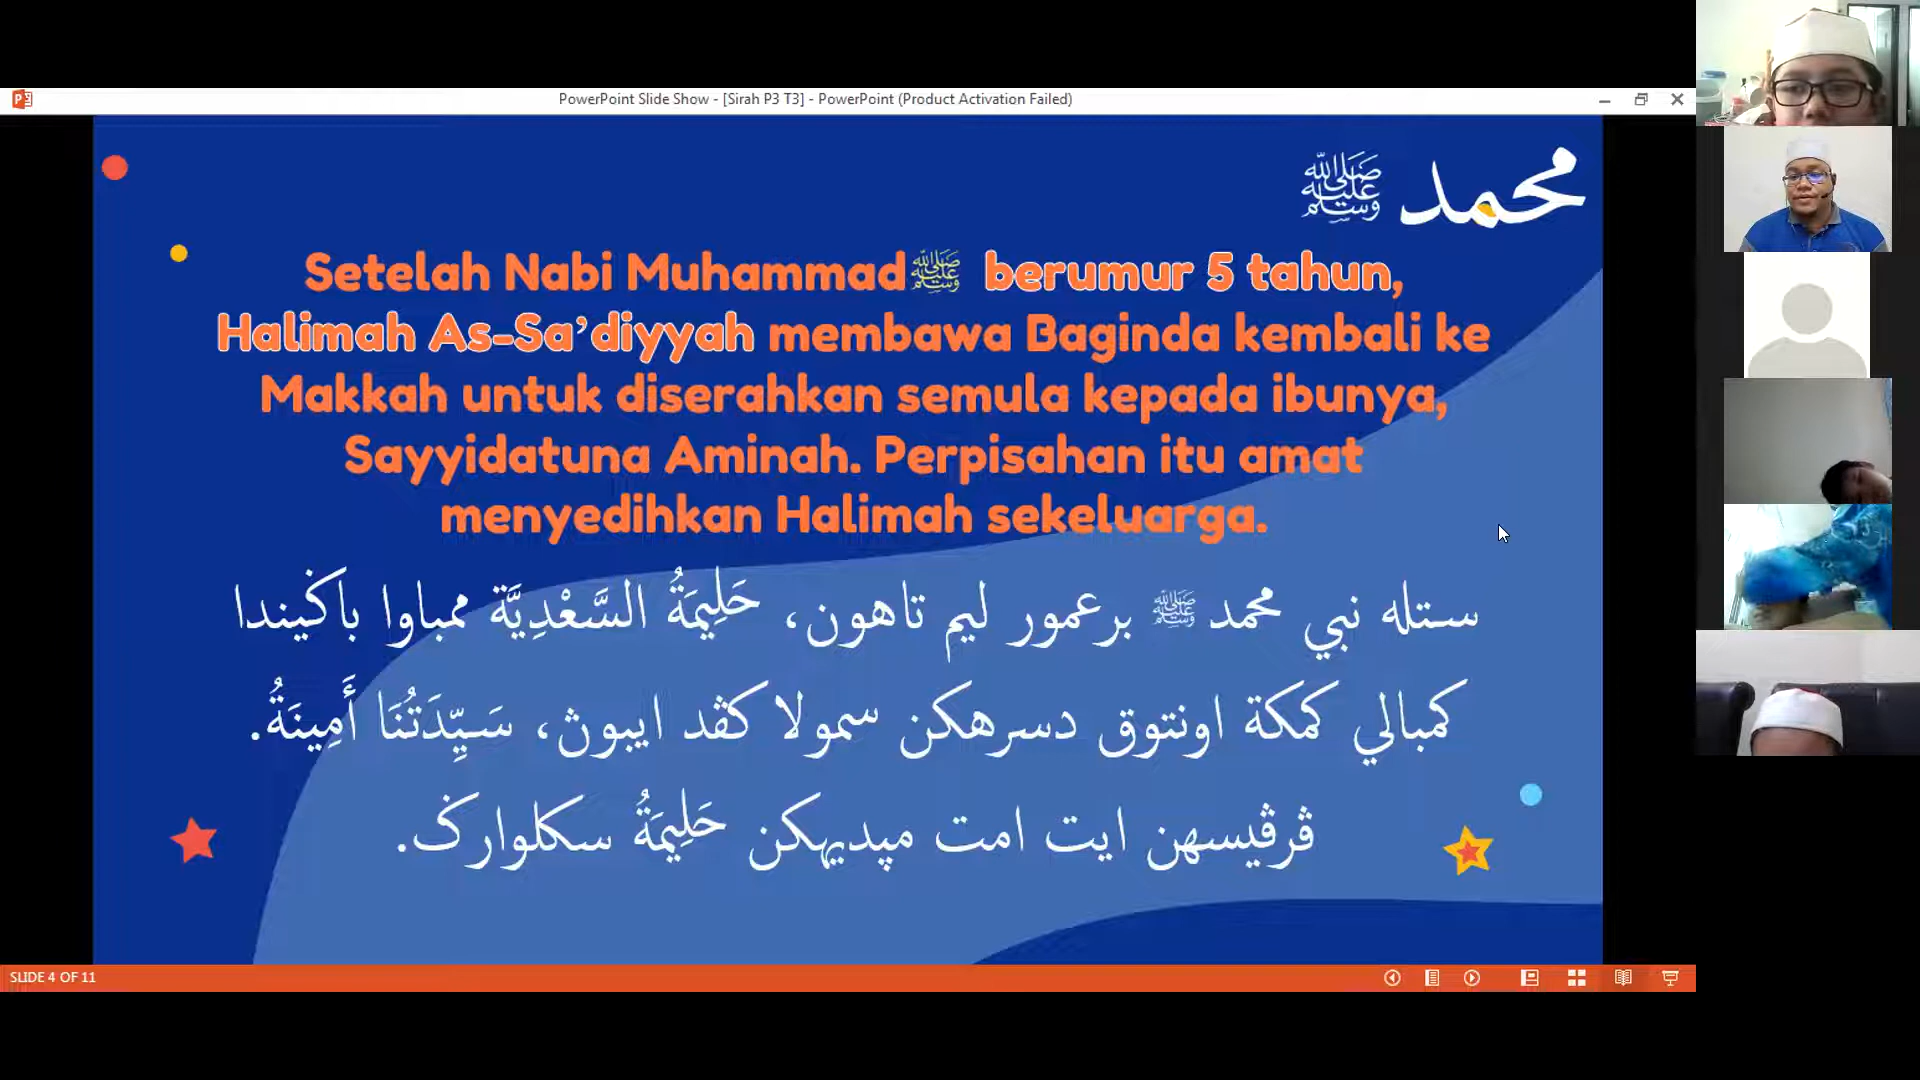 PowerPoint Slide Show - [Sirah P3 T3] - PowerPoint (Product Activation Failed)
محمد ﷺ
Setelah Nabi Muhammad ﷺ berumur 5 tahun,
Halimah As-Sa’diyyah membawa Baginda kembali ke
Makkah untuk diserahkan semula kepada ibunya,
Sayyidatuna Aminah. Perpisahan itu amat
menyedihkan Halimah sekeluarga.
ستله نبي محمد ﷺ برعمور ليم تاهون، حَلِيمَةُ السَّعْدِيَّة ممباوا باݢيندا
كمبالي كمكة اونتوق دسرهكن سمولا كڤد ايبوڽ، سَيِّدَتُنَا أَمِينَةُ.
ڤرڤيسهن ايت امت مڽديهكن حَلِيمَةُ سكلوارݢ.
SLIDE 4 OF 11